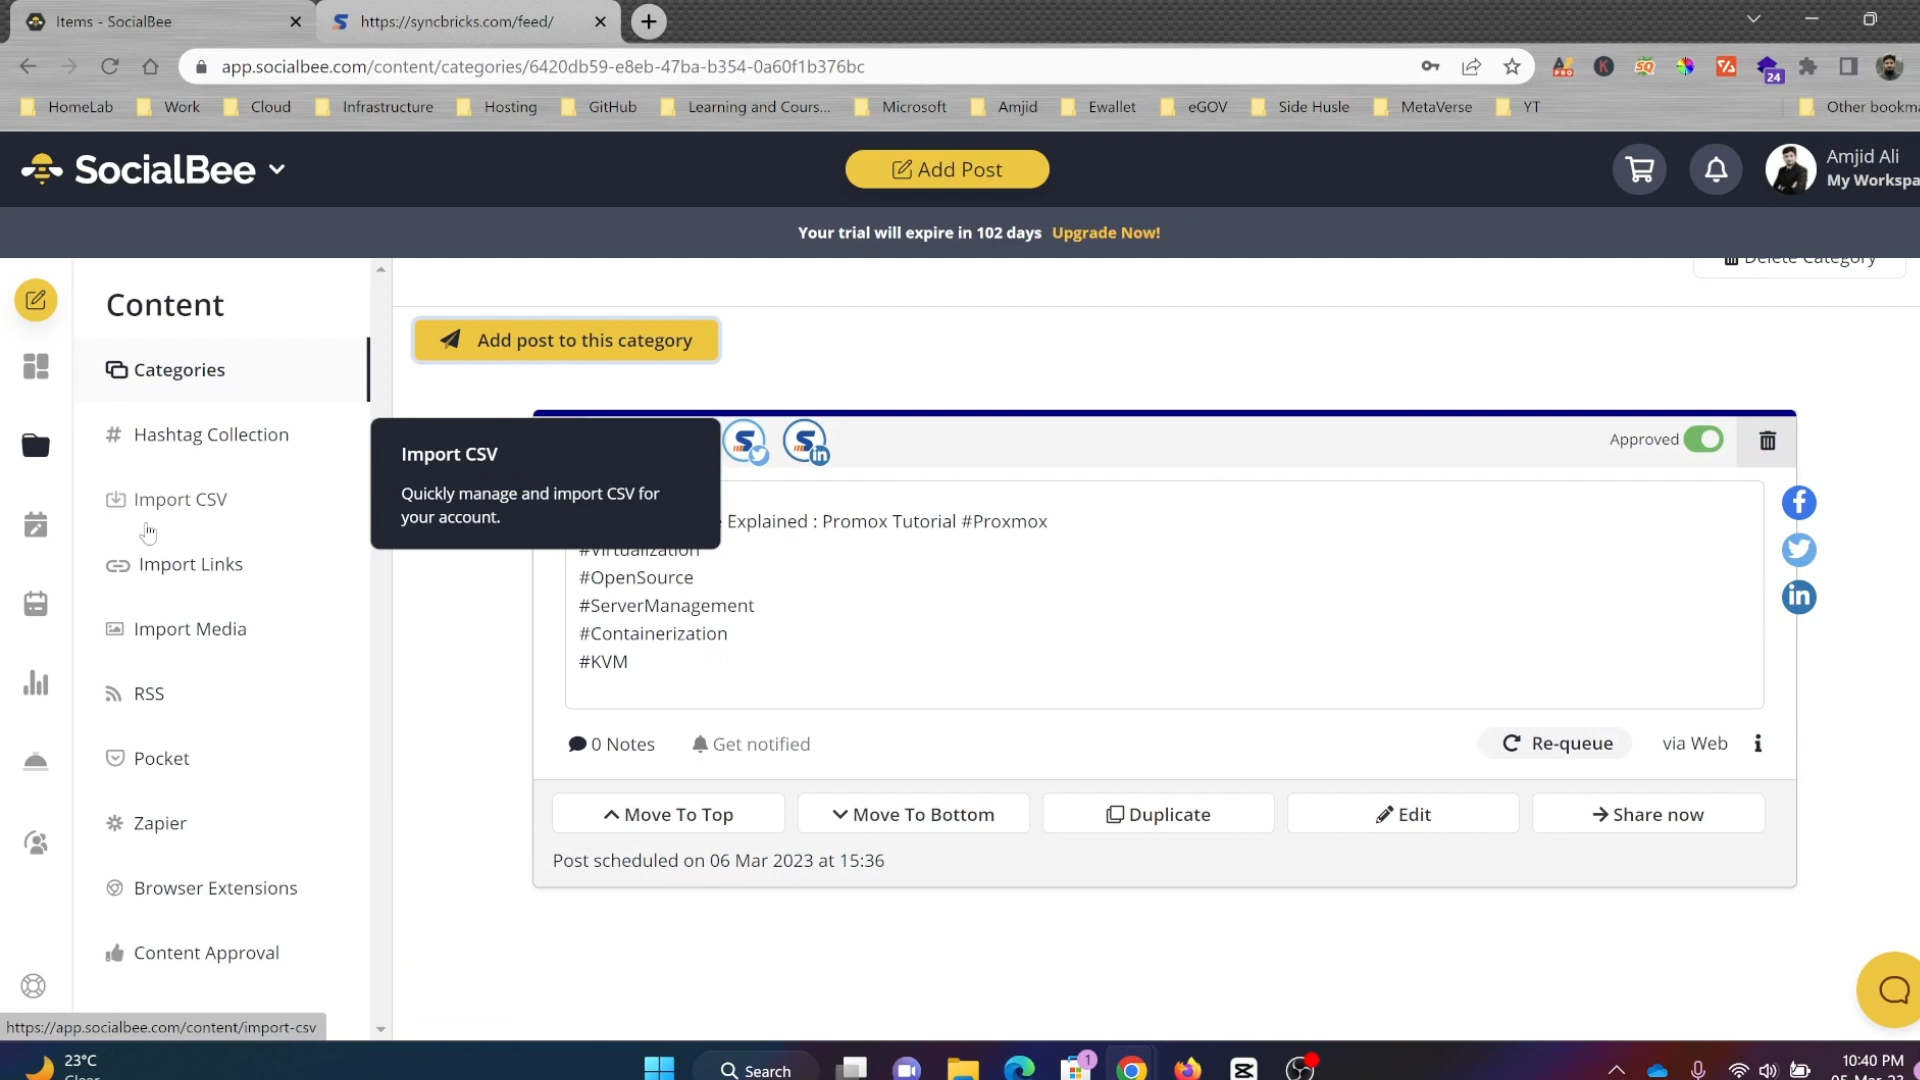 Items - SocialBee
https://syncbricks.com/feed/
app.socialbee.com/content/categories/6420db59-e8eb-47ba-b354-0a60f1b376bc
24
HomeLab Work Cloud Infrastructure Hosting GitHub Learning and Cours... Microsoft Amjid Ewallet eGOV Side Husle MetaVerse YT Other bookma
SocialBee
Add Post
Amjid Ali
My Workspa
Your trial will expire in 102 days Upgrade Now!
Delete Category
Content
Add post to this category
Categories
Hashtag Collection
Import CSV
Import Links
Import Media
RSS
Pocket
Zapier
Browser Extensions
Content Approval
Import CSV
Quickly manage and import CSV for
your account.
Approved
Explained : Promox Tutorial #Proxmox
#Virtualization
#OpenSource
#ServerManagement
#Containerization
#KVM
0 Notes Get notified Re-queue via Web
Move To Top Move To Bottom Duplicate Edit Share now
Post scheduled on 06 Mar 2023 at 15:36
https://app.socialbee.com/content/import-csv
23°C
Clear
Search
1
10:40 PM